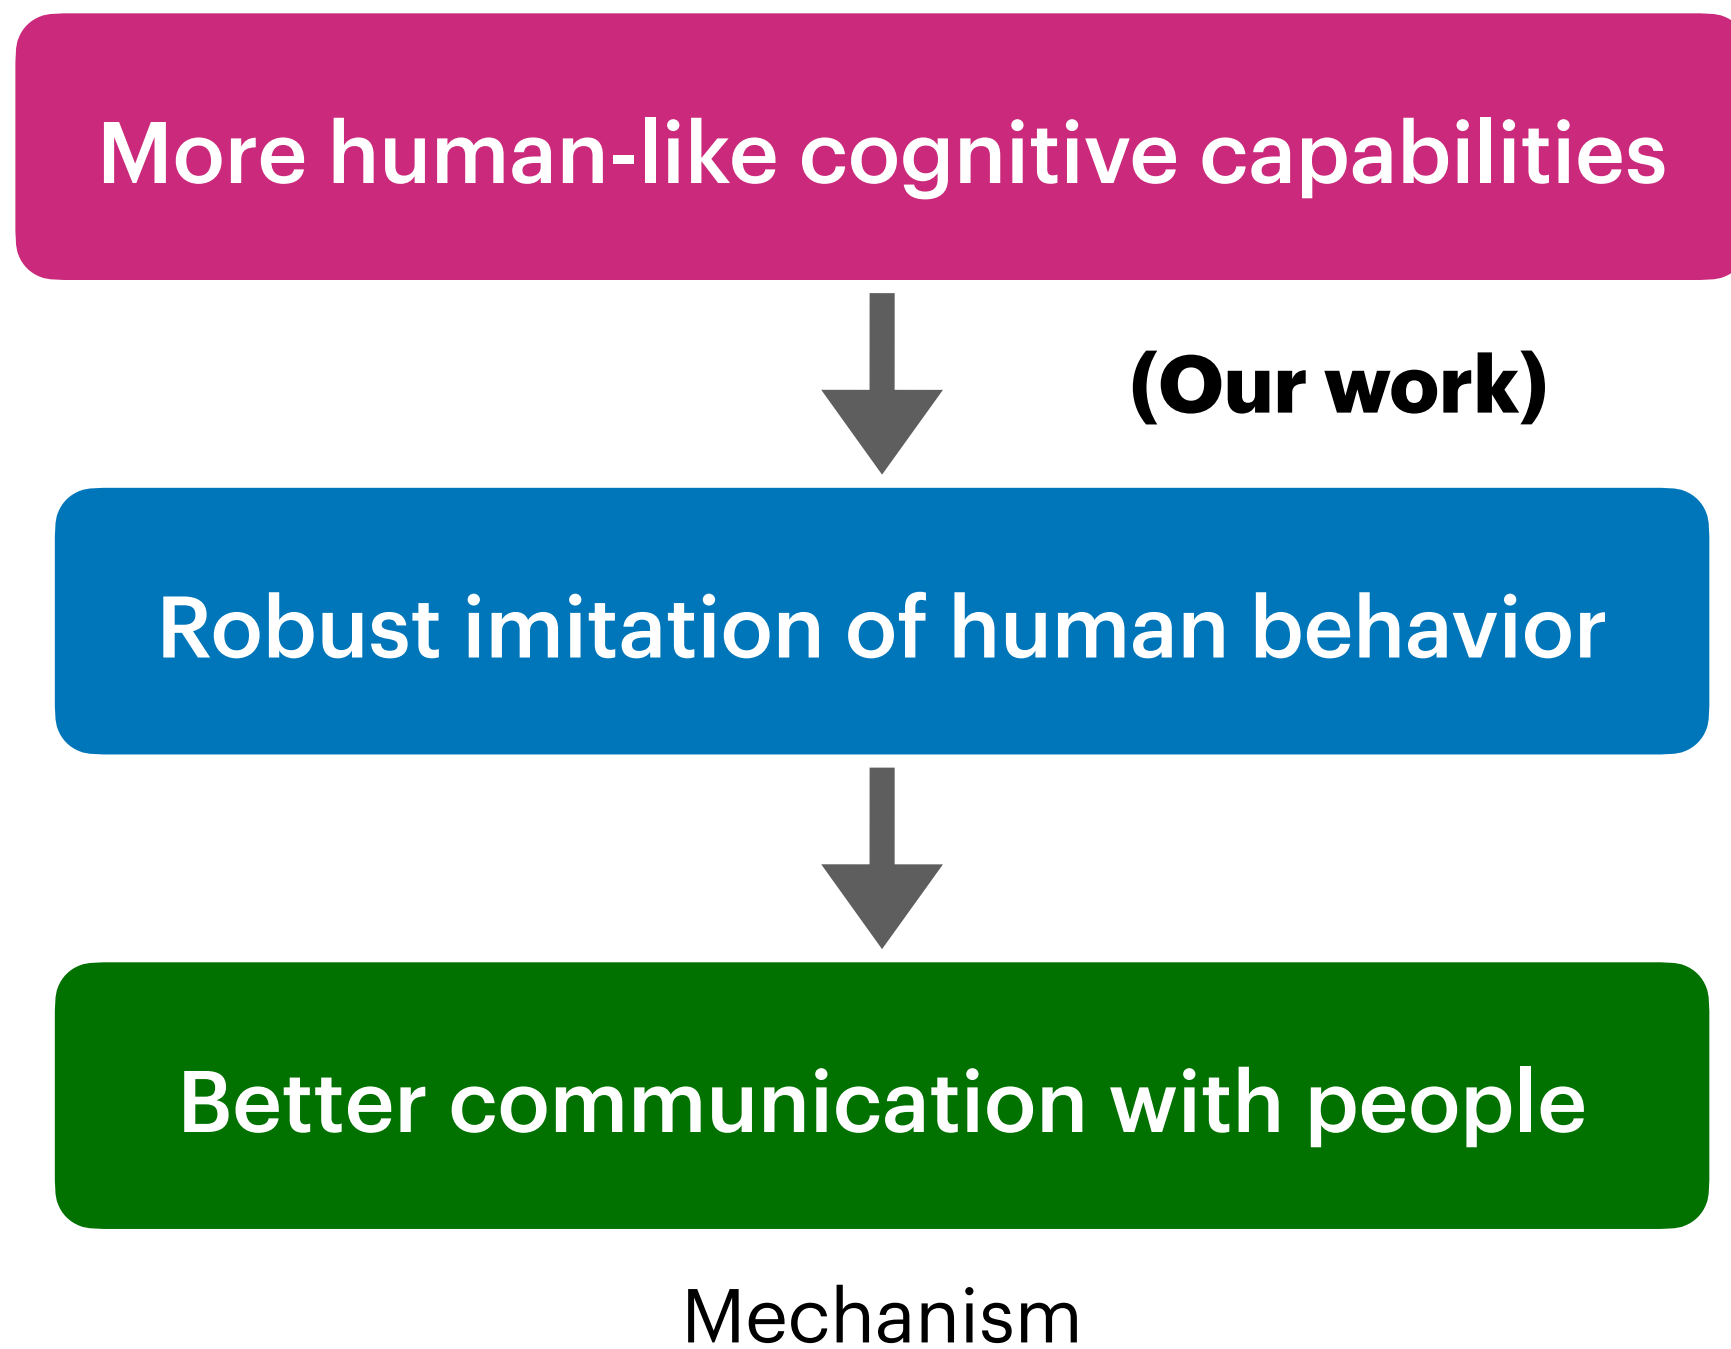 More human-like cognitive capabilities
(Our work)
Robust imitation of human behavior
Better communication with people
Mechanism